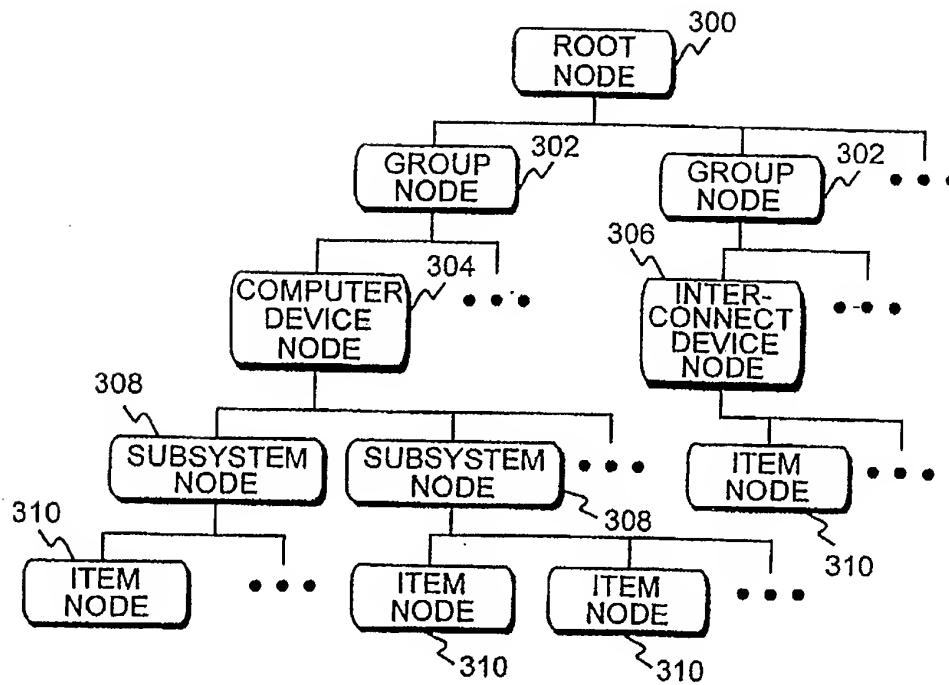 300
ROOT
NODE
302
GROUP
NODE
302
GROUP
NODE
306
304
COMPUTER
DEVICE
NODE
INTER-
CONNECT
DEVICE
NODE
308
SUBSYSTEM
NODE
SUBSYSTEM
NODE
308
ITEM
NODE
310
310
ITEM
NODE
ITEM
NODE
310
ITEM
NODE
310